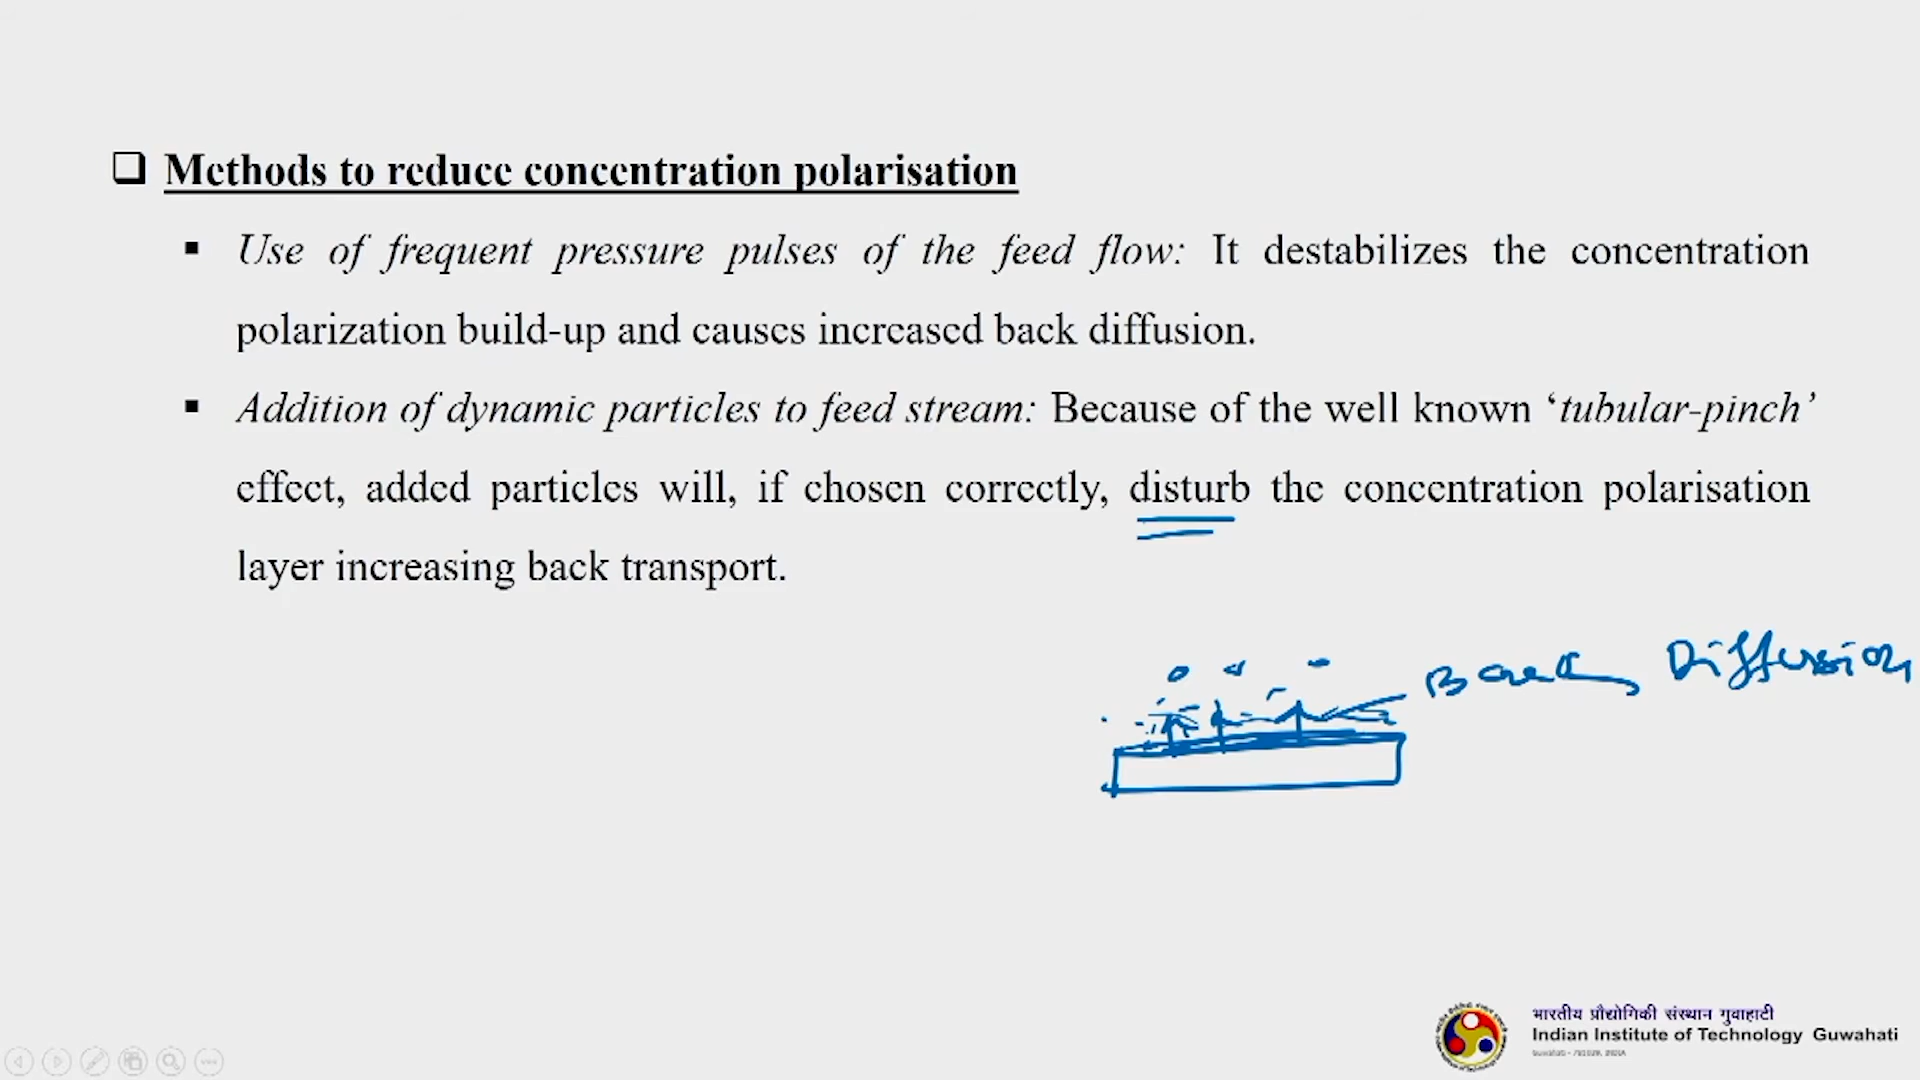 Methods to reduce concentration polarisation
Use of frequent pressure pulses of the feed flow: It destabilizes the concentration
polarization build-up and causes increased back diffusion.
Addition of dynamic particles to feed stream: Because of the well known ‘tubular-pinch’
effect, added particles will, if chosen correctly, disturb the concentration polarisation
layer increasing back transport.
Back Diffusion
भारतीय प्रौद्योगिकी संस्थान गुवाहाटी
Indian Institute of Technology Guwahati